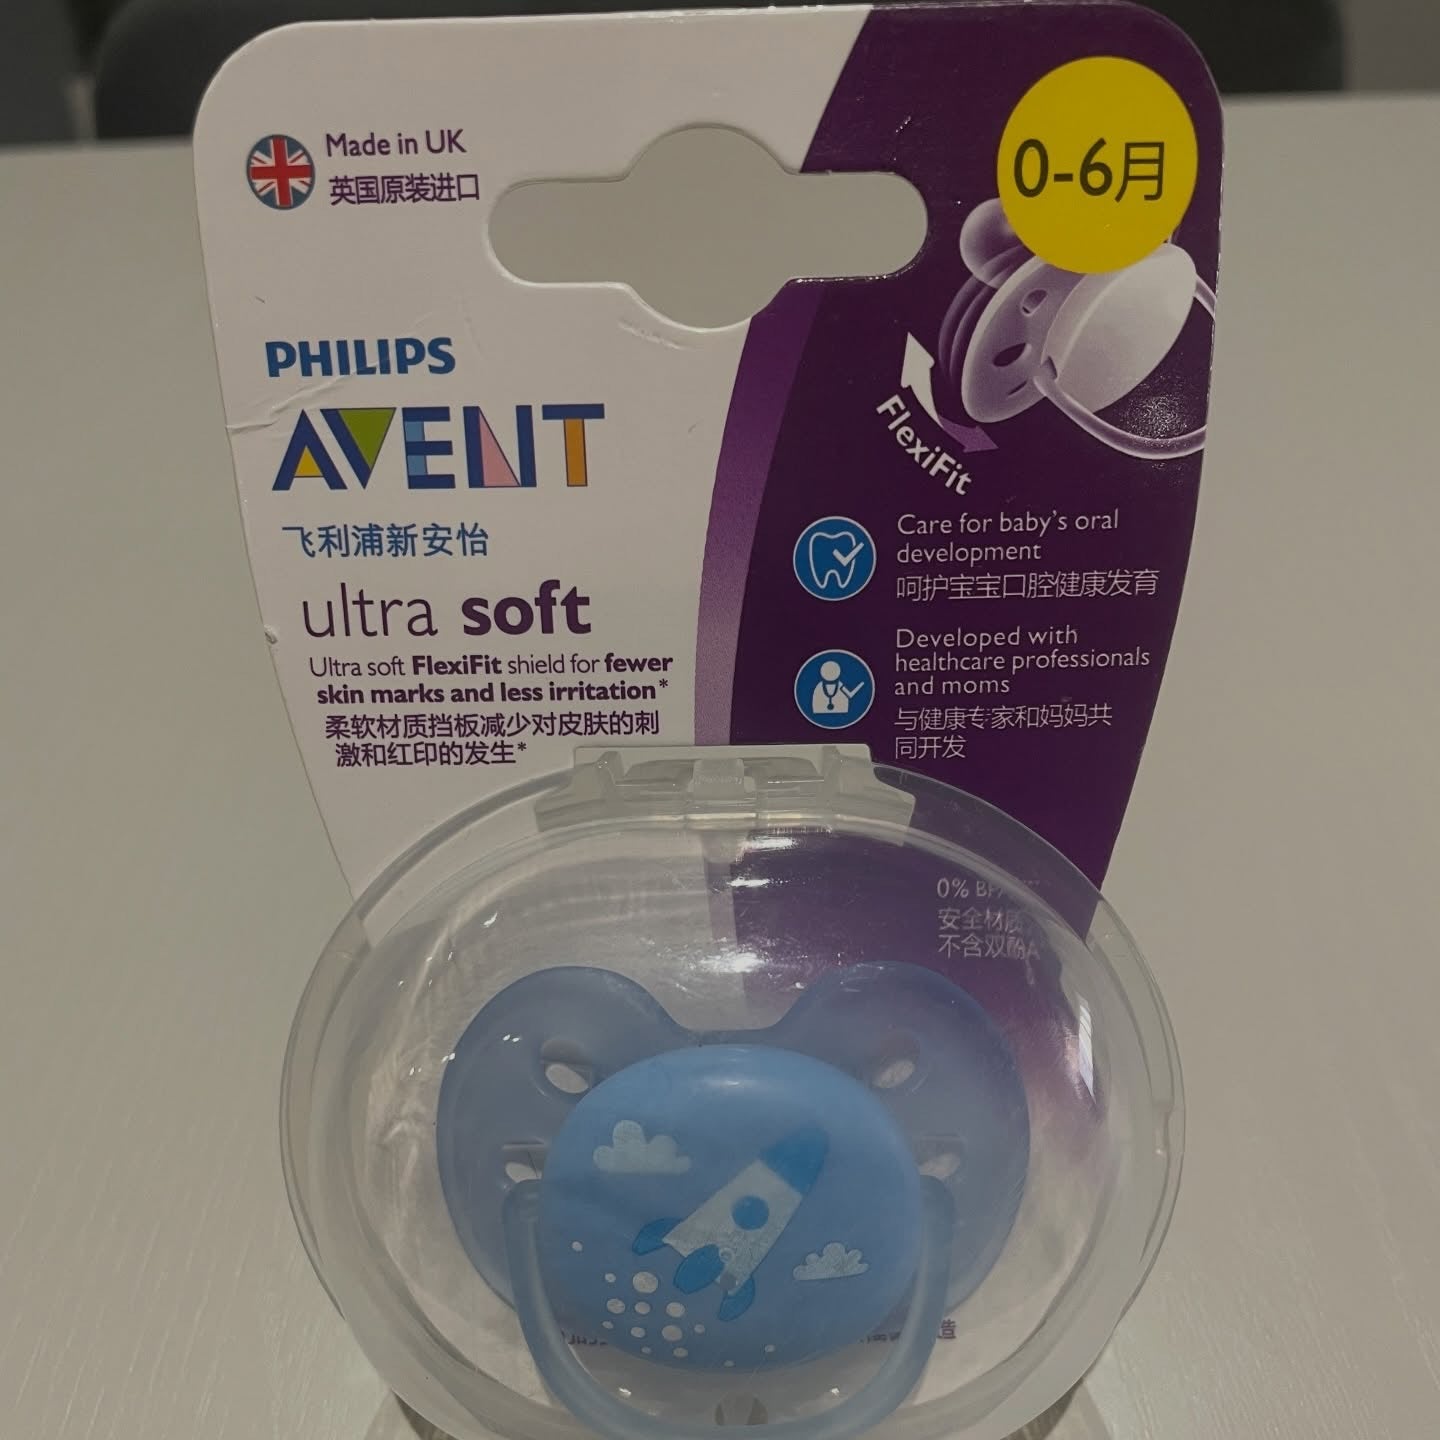 Made in UK
英国原装进口
0-6月
PHILIPS
AVENT
飞利浦新安怡
ultra soft
Ultra soft FlexiFit shield for fewer
skin marks and less irritation*
柔软材质挡板减少对皮肤的刺
激和红印的发生*
FlexiFit
Care for baby's oral
development
呵护宝宝口腔健康发育
Developed with
healthcare professionals
and moms
与健康专家和妈妈共
同开发
0%
安全材质
不含双酚A
造